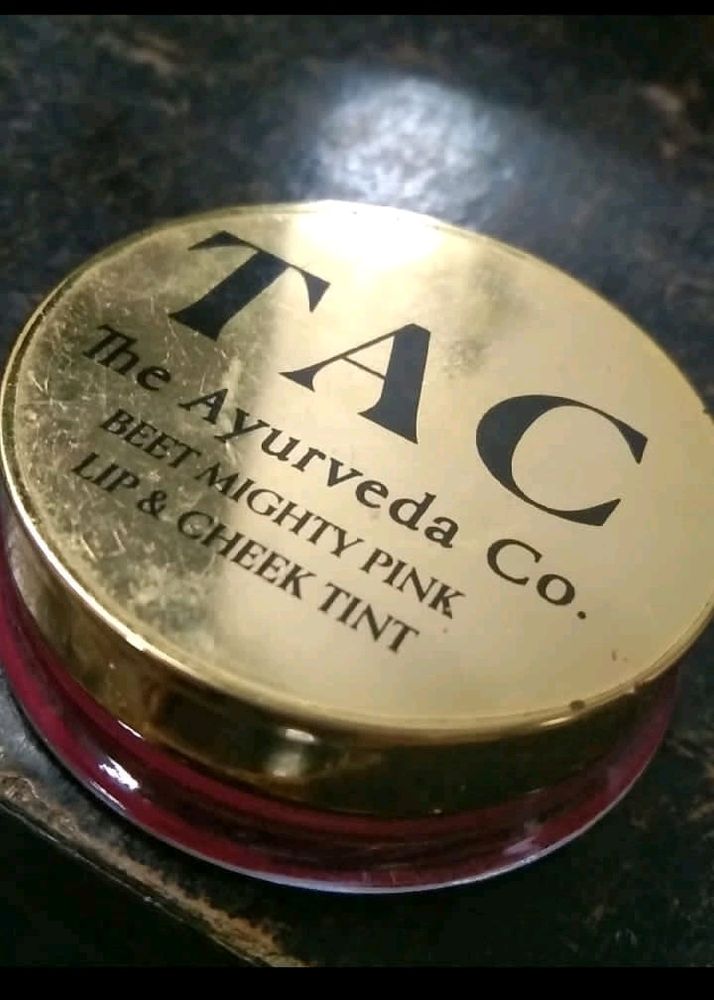 TAC
The Ayurveda Co.
BEET MIGHTY PINK
LIP & CHEEK TINT